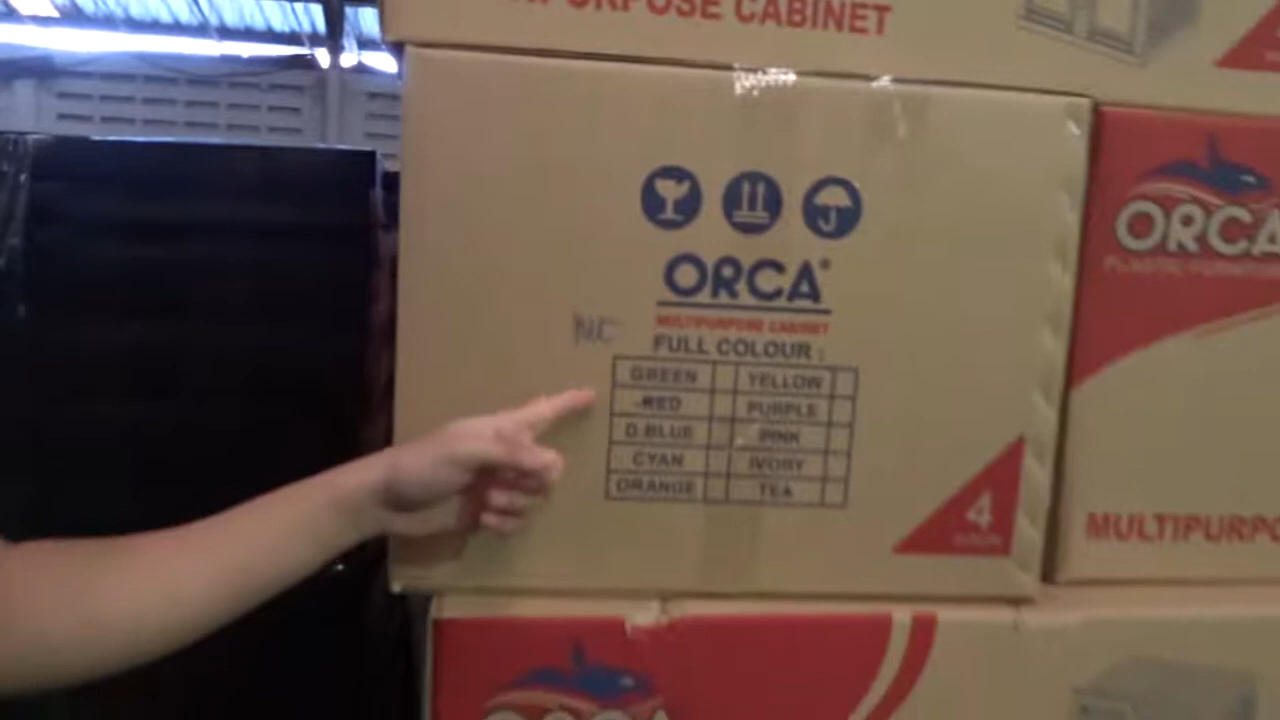 PURPOSE CABINET
ORCA®
MULTIPURPOSE CABINET
FULL COLOUR :
GREEN YELLOW
RED PURPLE
D.BLUE PINK
CYAN IVORY
ORANGE TEA
4
ORCA
MULTIPURPO
ORCA